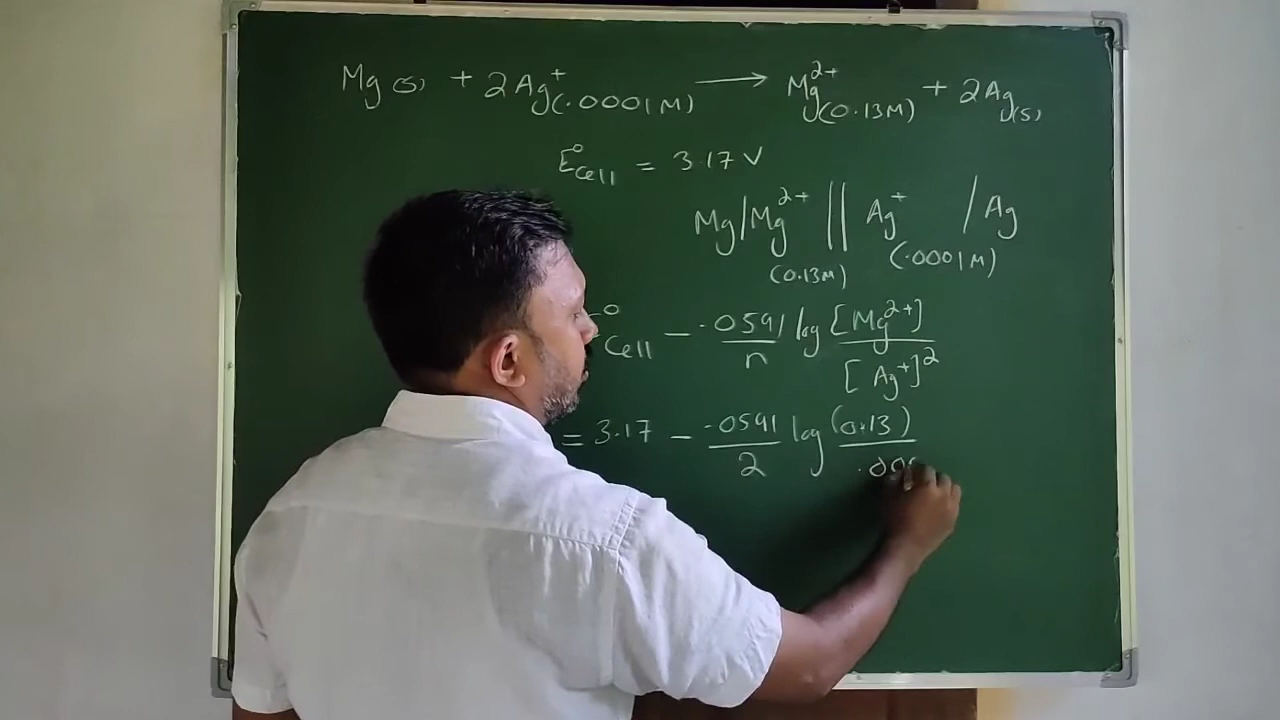 Mg(s) + 2Ag⁺(.0001M) → Mg²⁺(0.13M) + 2Ag(s)
E°cell = 3.17 V
Mg/Mg²⁺ || Ag⁺ /Ag
(0.13M) (.0001M)
°cell - .0591/n log [Mg²⁺]/[Ag⁺]²
= 3.17 - .0591/2 log (0.13)/.00